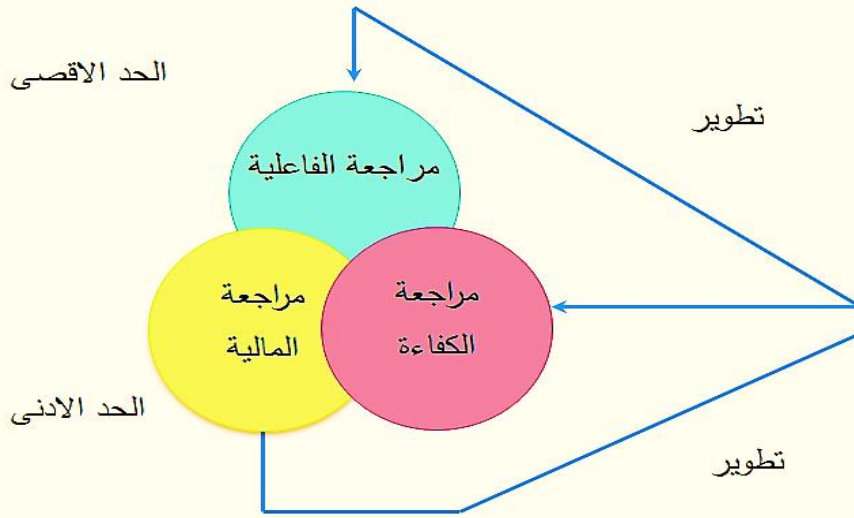 الحد الاقصى
تطوير
مراجعة الفاعلية
مراجعة
الكفاءة
مراجعة
المالية
الحد الادنى
تطوير